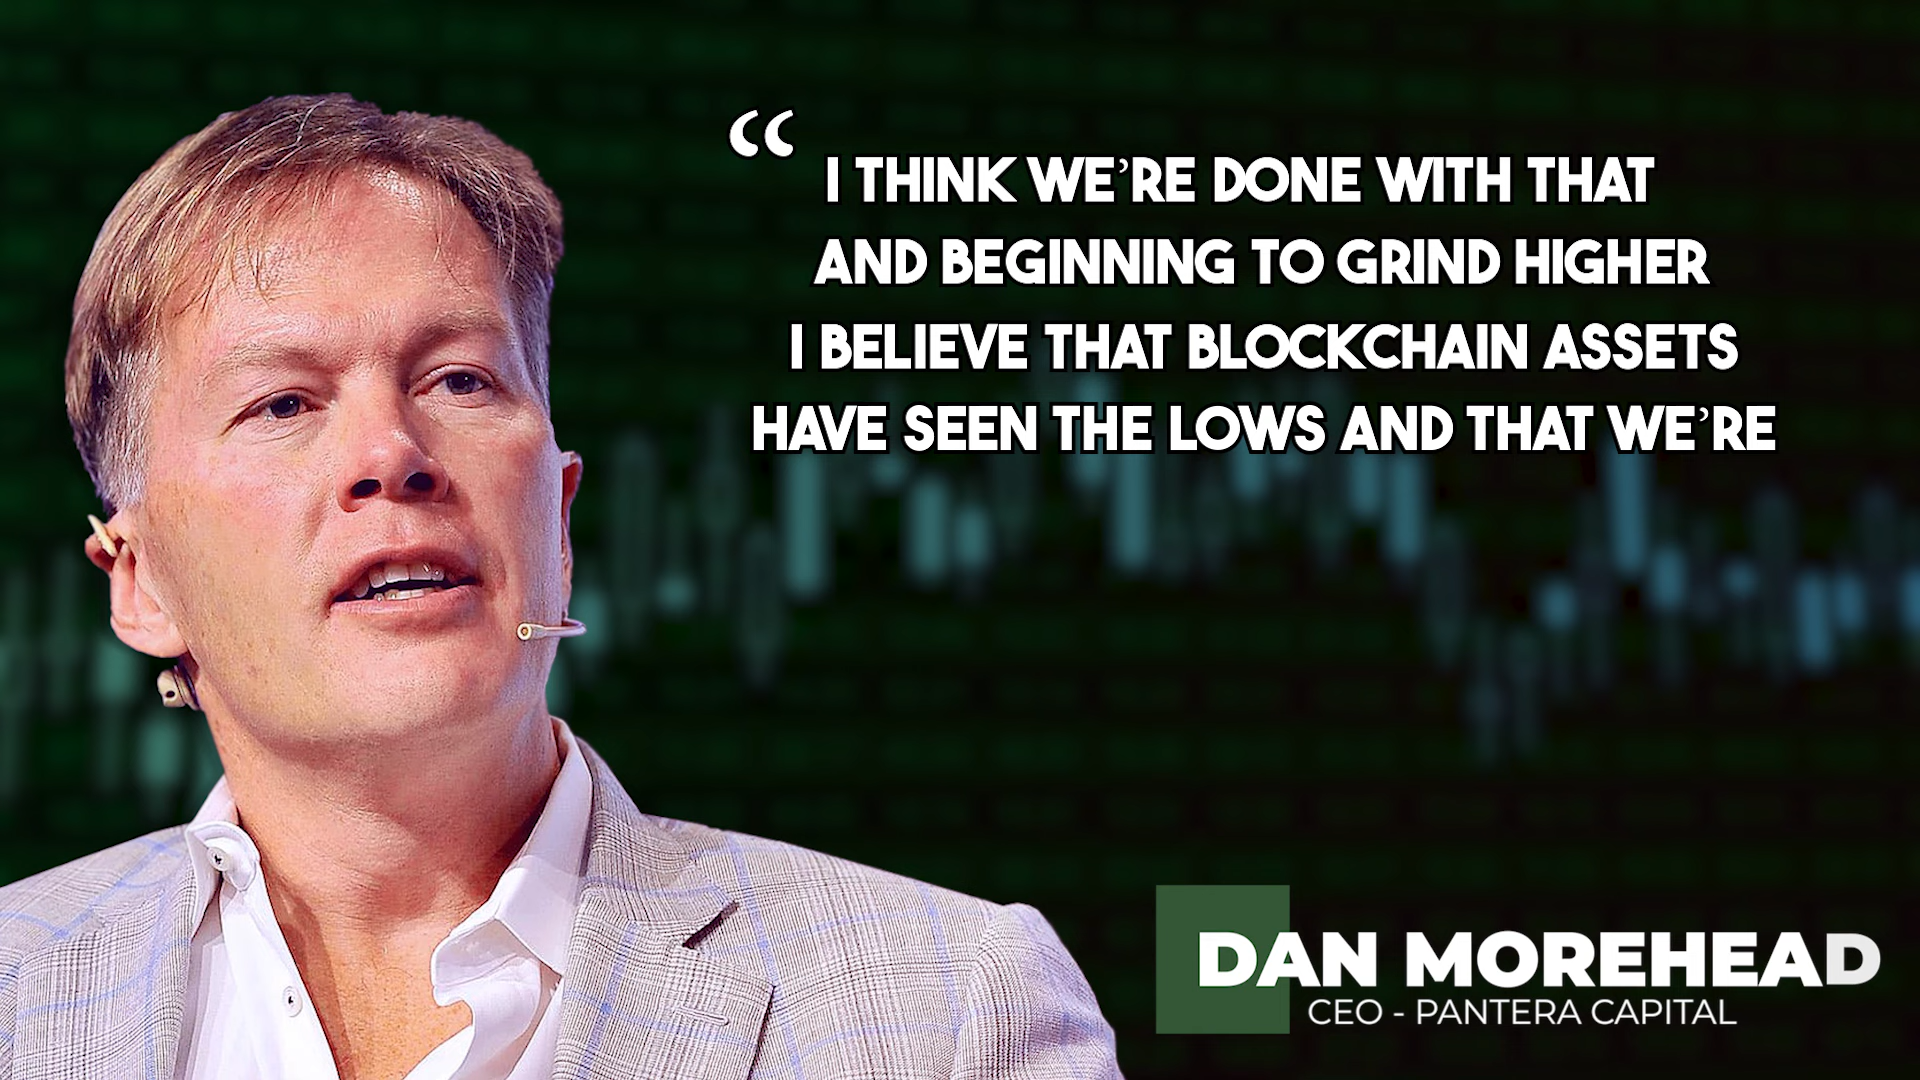 “ I THINK WE’RE DONE WITH THAT
AND BEGINNING TO GRIND HIGHER
I BELIEVE THAT BLOCKCHAIN ASSETS
HAVE SEEN THE LOWS AND THAT WE’RE
DAN MOREHEAD
CEO - PANTERA CAPITAL